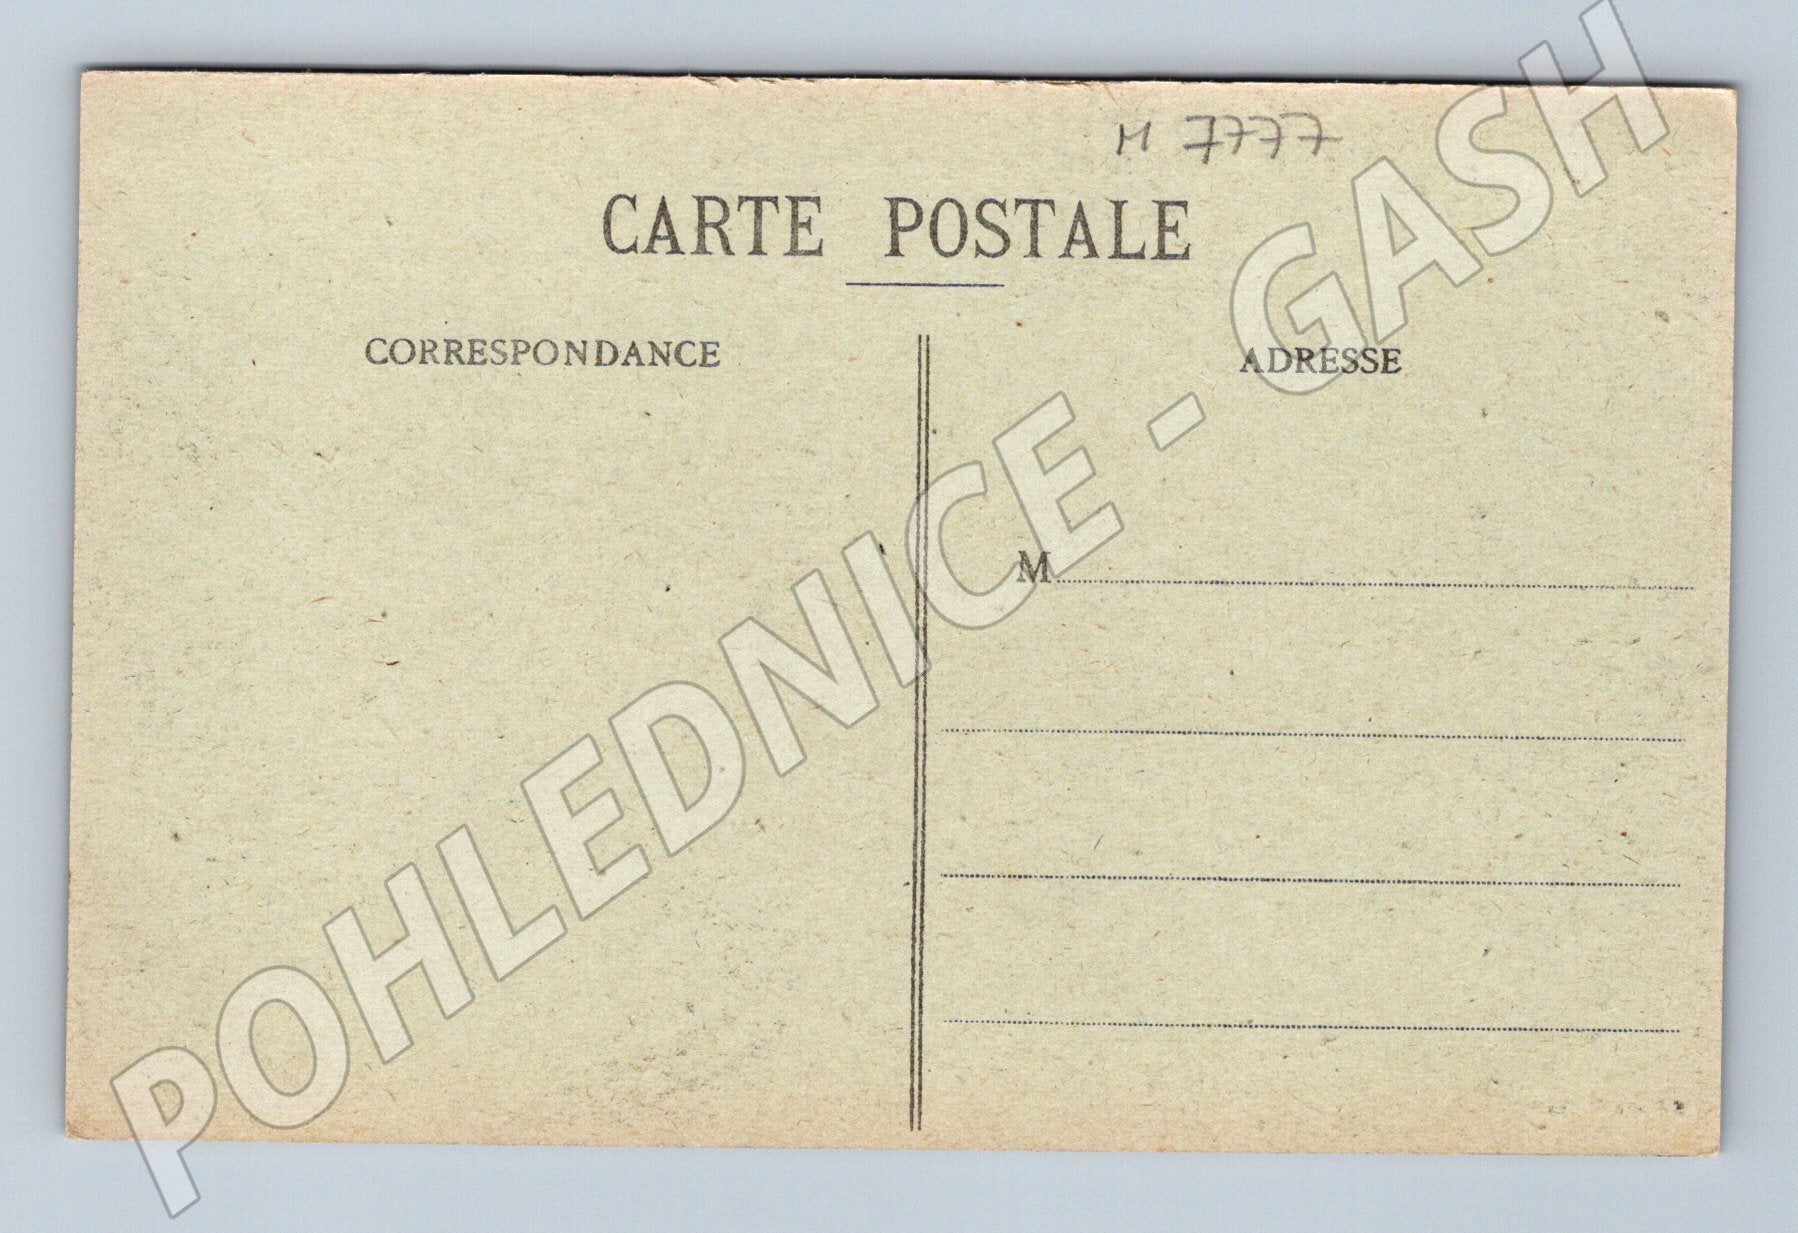 M 7777
CARTE POSTALE
CORRESPONDANCE
ADRESSE
M
POHLEDNICE - GASH